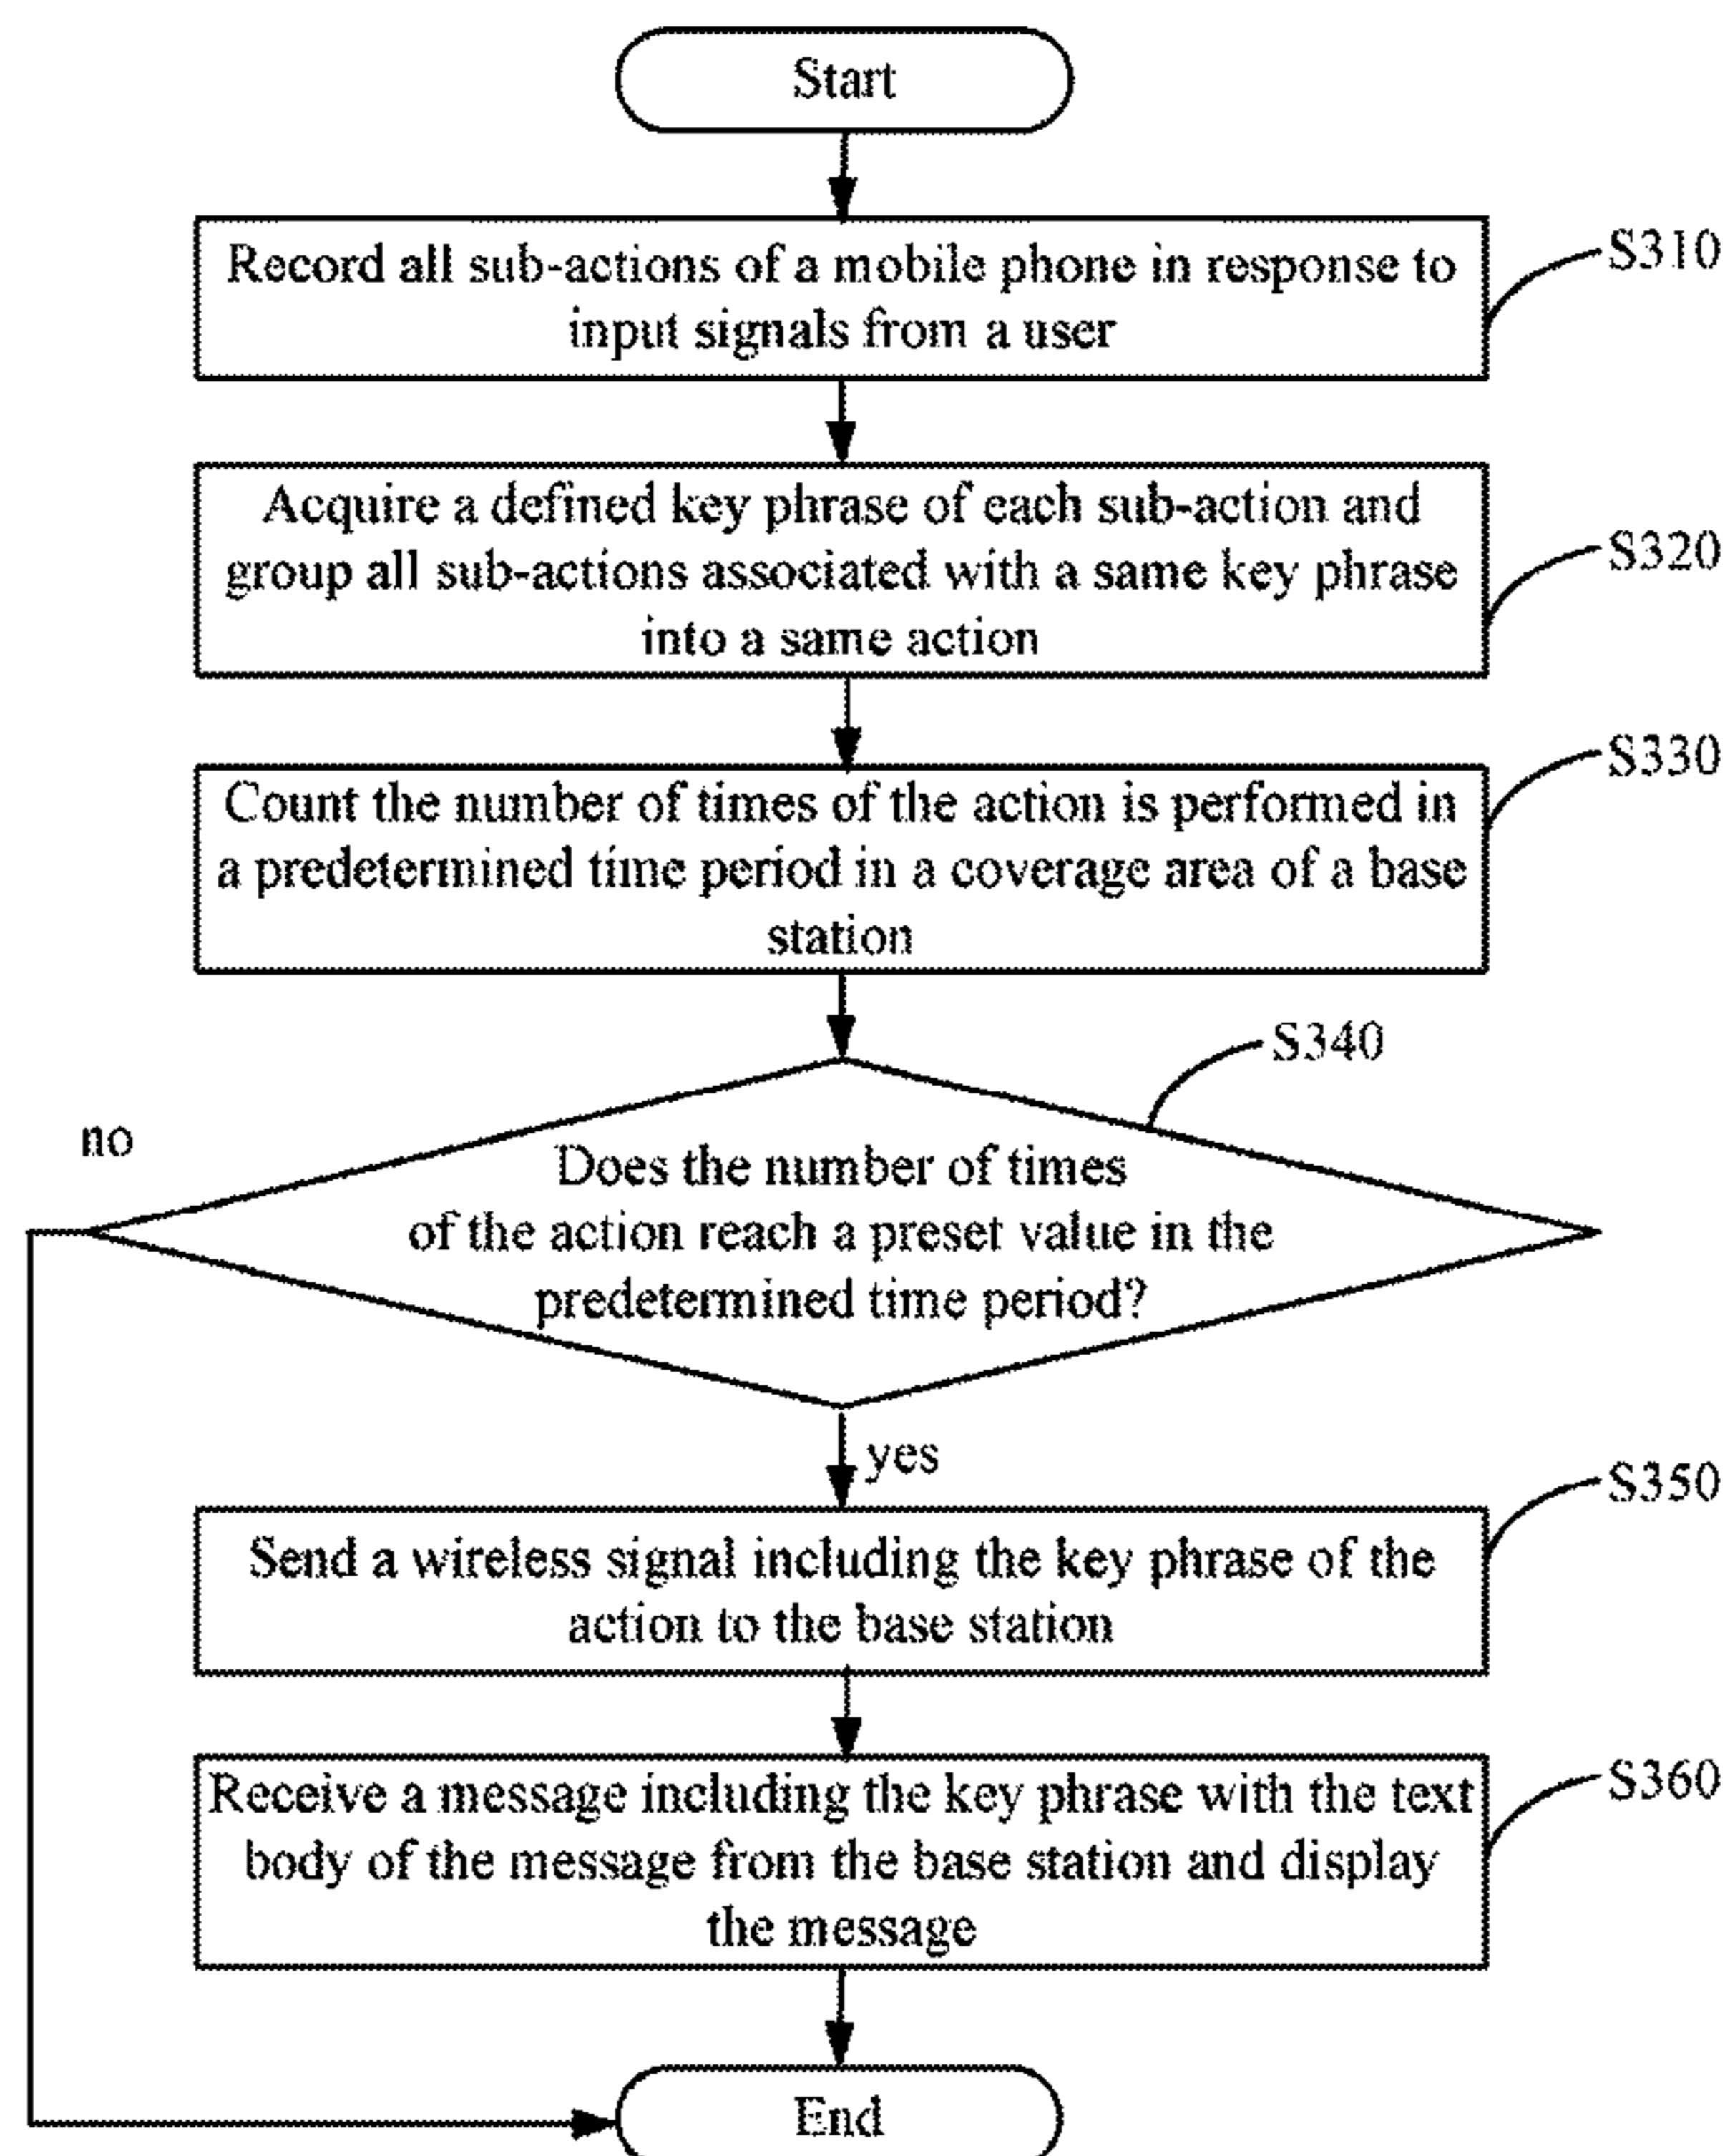 Start
Record all sub-actions of a mobile phone in response to
input signals from a user
S310
Acquire a defined key phrase of each sub-action and
group all sub-actions associated with a same key phrase
into a same action
S320
Count the number of times of the action is performed in
a predetermined time period in a coverage area of a base
station
S330
S340
no
Does the number of times
of the action reach a preset value in the
predetermined time period?
yes
Send a wireless signal including the key phrase of the
action to the base station
S350
Receive a message including the key phrase with the text
body of the message from the base station and display
the message
S360
End